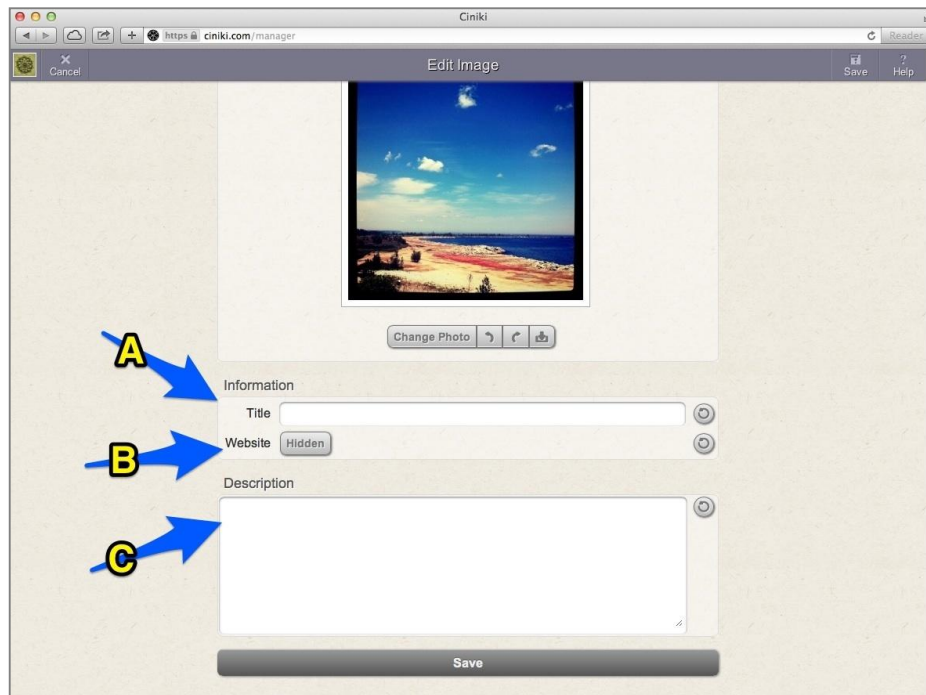 Ciniki
https ciniki.com/manager
Reader
Cancel
Edit Image
Save
Help
Change Photo
A
Information
Title
B
Website Hidden
Description
C
Save